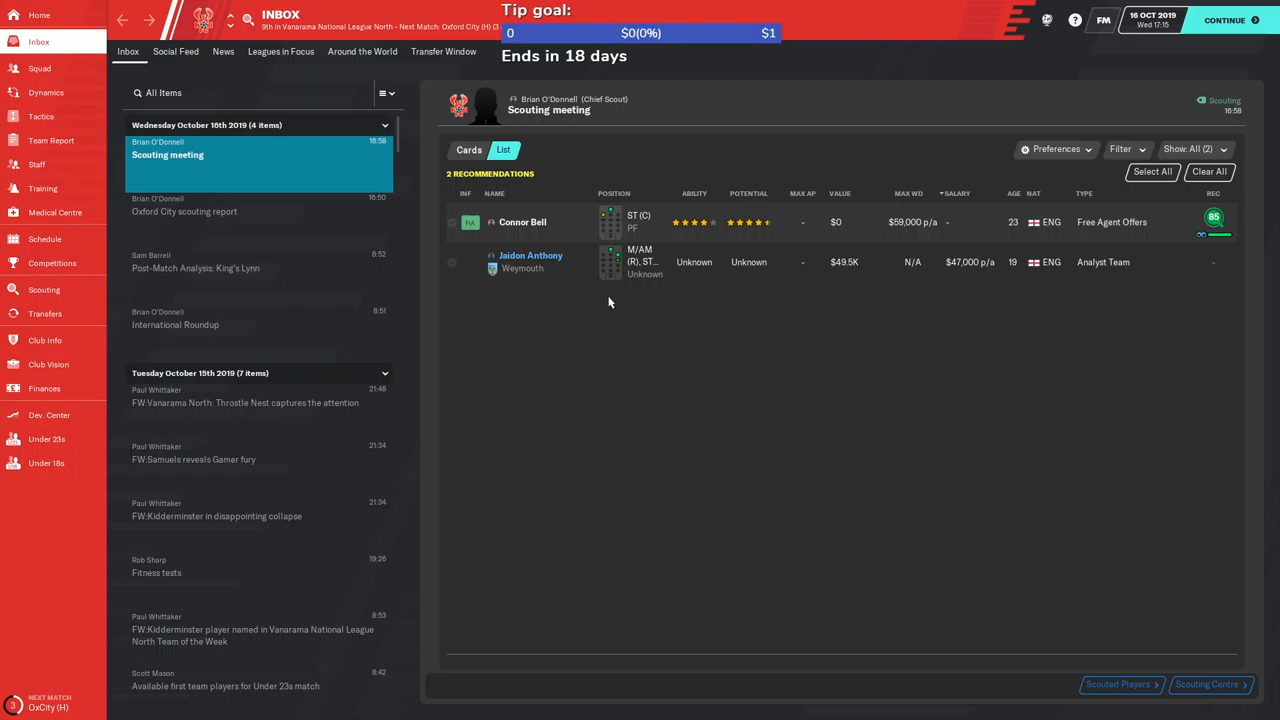 Home
Inbox
Squad
Dynamics
Tactics
Team Report
Staff
Training
Medical Centre
Schedule
Competitions
Scouting
Transfers
Club Info
Club Vision
Finances
Dev. Center
Under 23s
Under 18s
3
NEXT MATCH
OxCity (H)
INBOX
9th in Vanarama National League North - Next Match: Oxford City (H) (3
Tip goal:
0 $0(0%) $1
Ends in 18 days
FM
16 OCT 2019
Wed 17:15
CONTINUE
Inbox Social Feed News Leagues in Focus Around the World Transfer Window
All Items
Wednesday October 16th 2019 (4 items)
Brian O'Donnell 16:58
Scouting meeting
Brian O'Donnell 16:50
Oxford City scouting report
Sam Barrell 8:52
Post-Match Analysis: King's Lynn
Brian O'Donnell 8:51
International Roundup
Tuesday October 15th 2019 (7 items)
Paul Whittaker 21:48
FW:Vanarama North: Throstle Nest captures the attention
Paul Whittaker 21:34
FW:Samuels reveals Gamer fury
Paul Whittaker 21:34
FW:Kidderminster in disappointing collapse
Rob Sharp 19:26
Fitness tests
Paul Whittaker 8:53
FW:Kidderminster player named in Vanarama National League
North Team of the Week
Scott Mason 8:42
Available first team players for Under 23s match
Brian O'Donnell (Chief Scout)
Scouting meeting
Scouting
16:58
Cards List
Preferences Filter Show: All (2)
2 RECOMMENDATIONS
Select All Clear All
INF NAME POSITION ABILITY POTENTIAL MAX AP VALUE MAX WD SALARY AGE NAT TYPE REC
FrA Connor Bell ST (C) - $0 $59,000 p/a - 23 ENG Free Agent Offers 85
PF
Jaidon Anthony M/AM
Weymouth (R), ST... Unknown Unknown - $49.5K N/A $47,000 p/a 19 ENG Analyst Team -
Unknown
Scouted Players Scouting Centre